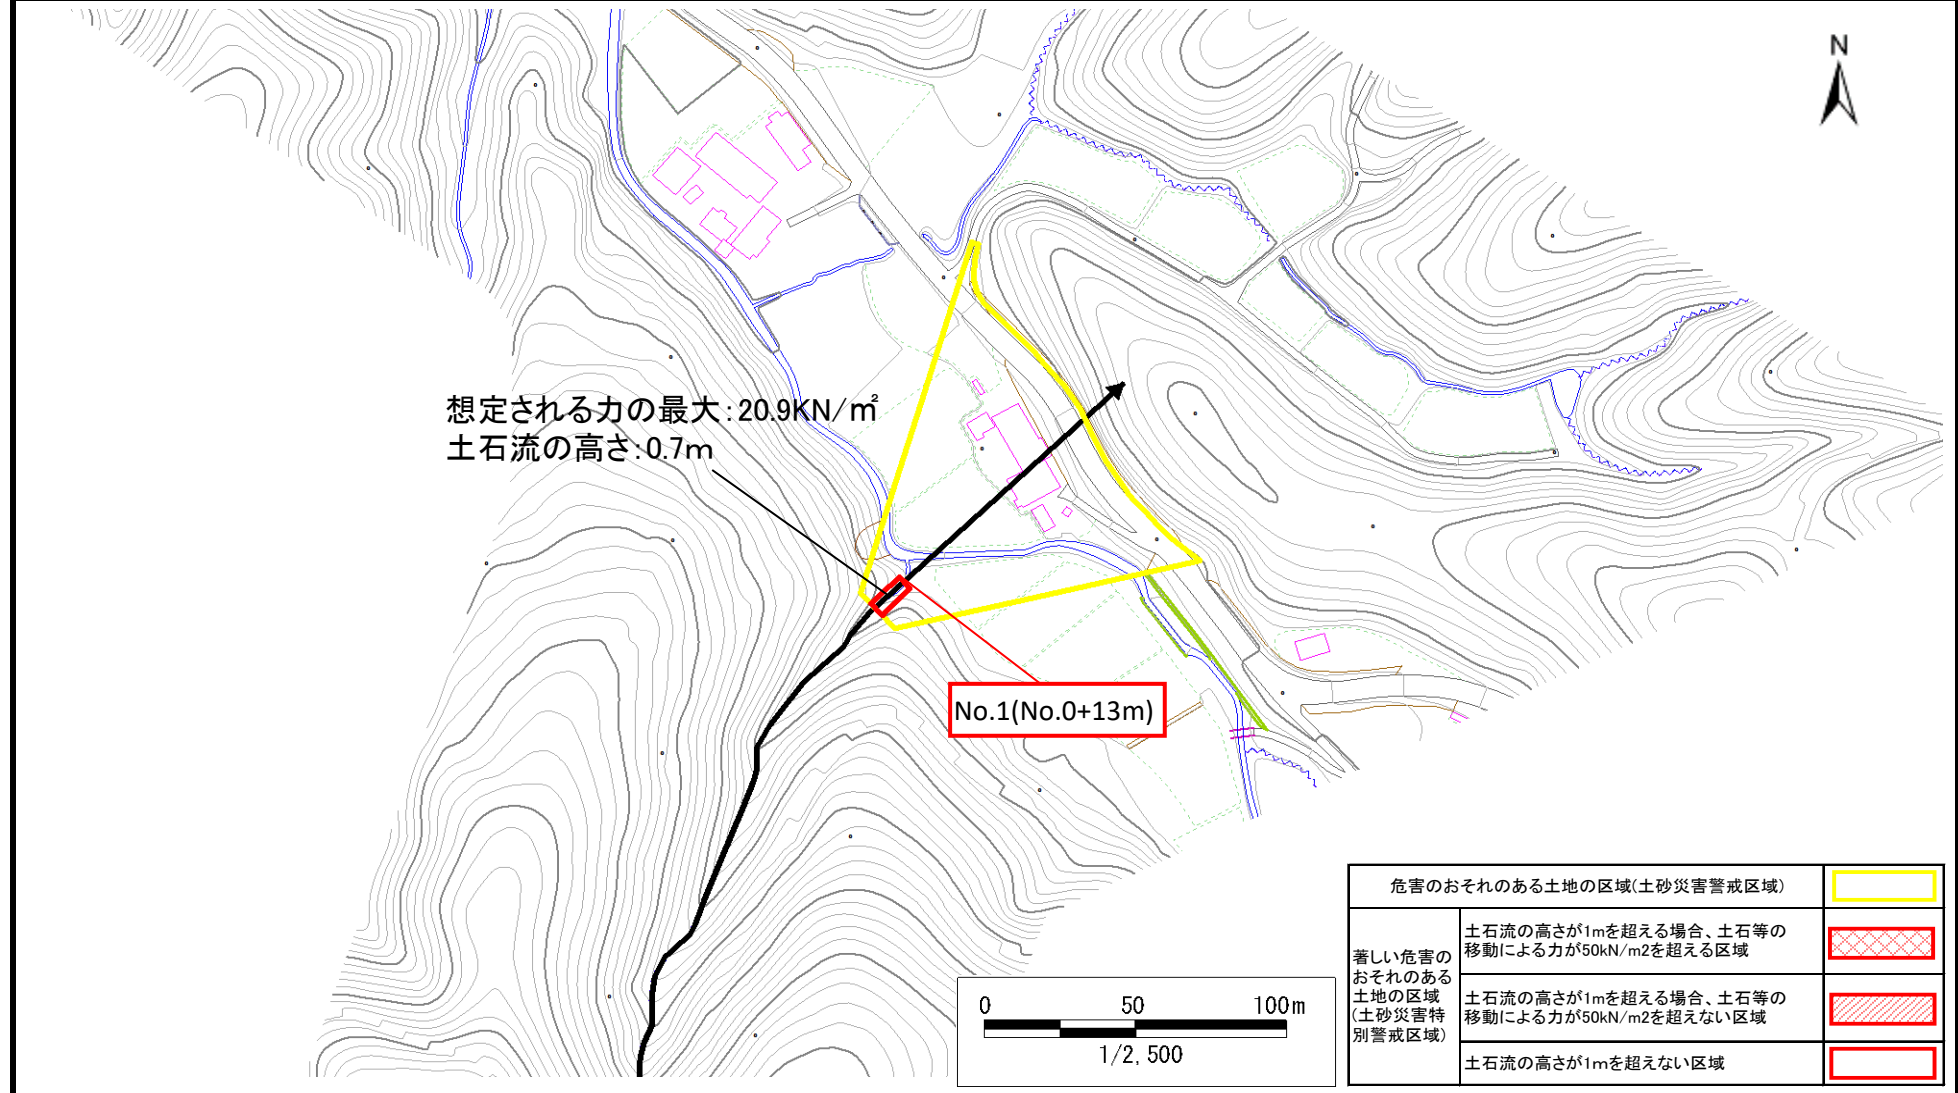 N
想定される力の最大:20.9KN/㎡
土石流の高さ:0.7m
No.1(No.0+13m)
危害のおそれのある土地の区域(土砂災害警戒区域)
著しい危害の
おそれのある
土地の区域
(土砂災害特
別警戒区域)
土石流の高さが1mを超える場合、土石等の
移動による力が50kN/m2を超える区域
土石流の高さが1mを超える場合、土石等の
移動による力が50kN/m2を超えない区域
土石流の高さが1mを超えない区域
0 50 100m
1/2,500